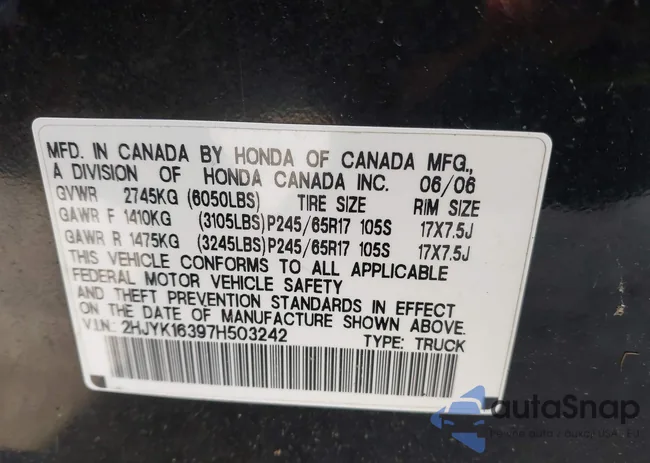 MFD. IN CANADA BY HONDA OF CANADA MFG.,
A DIVISION OF HONDA CANADA INC. 06/06
GVWR 2745KG (6050LBS) TIRE SIZE RIM SIZE
GAWR F 1410KG (3105LBS)P245/65R17 105S 17X7.5J
GAWR R 1475KG (3245LBS)P245/65R17 105S 17X7.5J
THIS VEHICLE CONFORMS TO ALL APPLICABLE
FEDERAL MOTOR VEHICLE SAFETY
AND THEFT PREVENTION STANDARDS IN EFFECT
ON THE DATE OF MANUFACTURE SHOWN ABOVE.
V.I.N.: 2HJYK16397H503242 TYPE: TRUCK
autaSnap